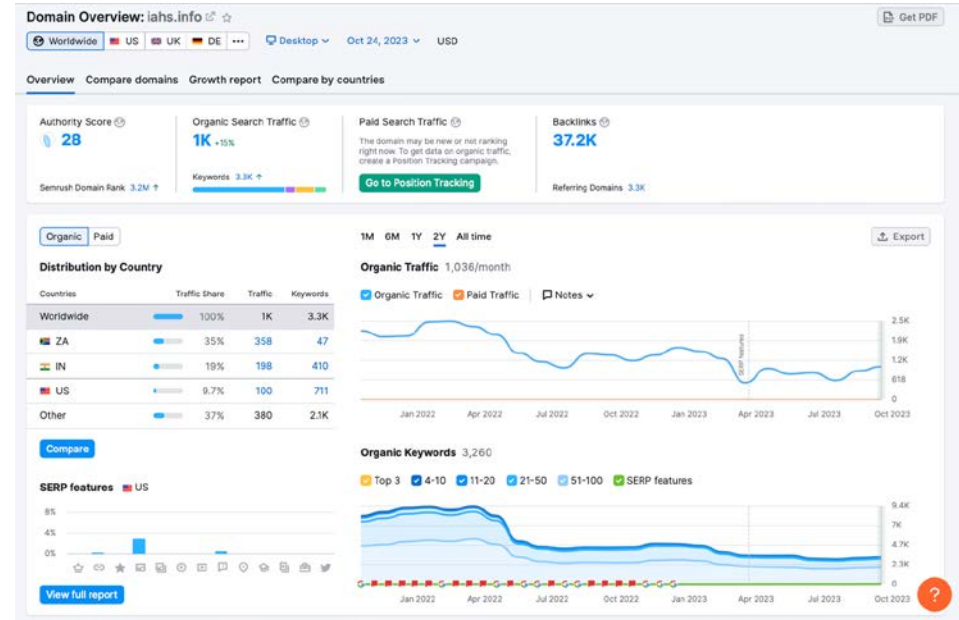 Domain Overview: iahs.info
Get PDF
Worldwide US UK DE ••• Desktop Oct 24, 2023 USD
Overview Compare domains Growth report Compare by countries
Authority Score
28
Semrush Domain Rank 3.2M ↑
Organic Search Traffic
1K +15%
Keywords 3.3K ↑
Paid Search Traffic
The domain may be new or not ranking
right now. To get data on organic traffic,
create a Position Tracking campaign.
Go to Position Tracking
Backlinks
37.2K
Referring Domains 3.3K
Organic Paid
Distribution by Country
Countries Traffic Share Traffic Keywords
Worldwide 100% 1K 3.3K
ZA 35% 358 47
IN 19% 198 410
US 9.7% 100 711
Other 37% 380 2.1K
Compare
SERP features US
8%
4%
0%
View full report
1M 6M 1Y 2Y All time
Export
Organic Traffic 1,036/month
Organic Traffic Paid Traffic Notes
2.5K
1.9K
1.2K
618
0
SERP features
Jan 2022 Apr 2022 Jul 2022 Oct 2022 Jan 2023 Apr 2023 Jul 2023 Oct 2023
Organic Keywords 3,260
Top 3 4-10 11-20 21-50 51-100 SERP features
9.4K
7K
4.7K
2.3K
0
Jan 2022 Apr 2022 Jul 2022 Oct 2022 Jan 2023 Apr 2023 Jul 2023 Oct 2023
?